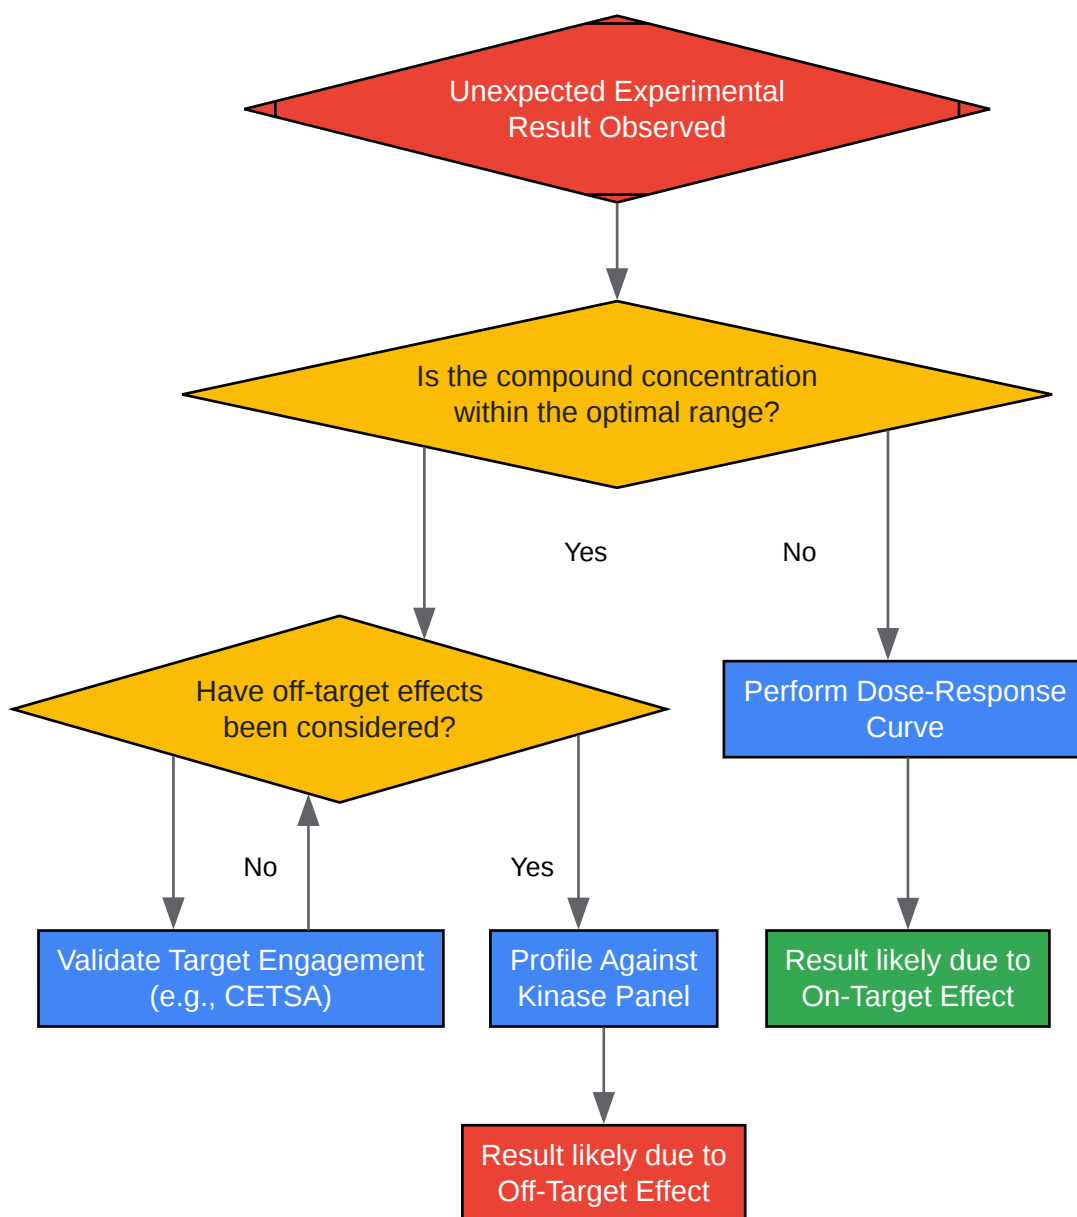 Unexpected Experimental
Result Observed
Is the compound concentration
within the optimal range?
Yes
No
Have off-target effects
been considered?
Perform Dose-Response
Curve
No
Yes
Validate Target Engagement
(e.g., CETSA)
Profile Against
Kinase Panel
Result likely due to
On-Target Effect
Result likely due to
Off-Target Effect